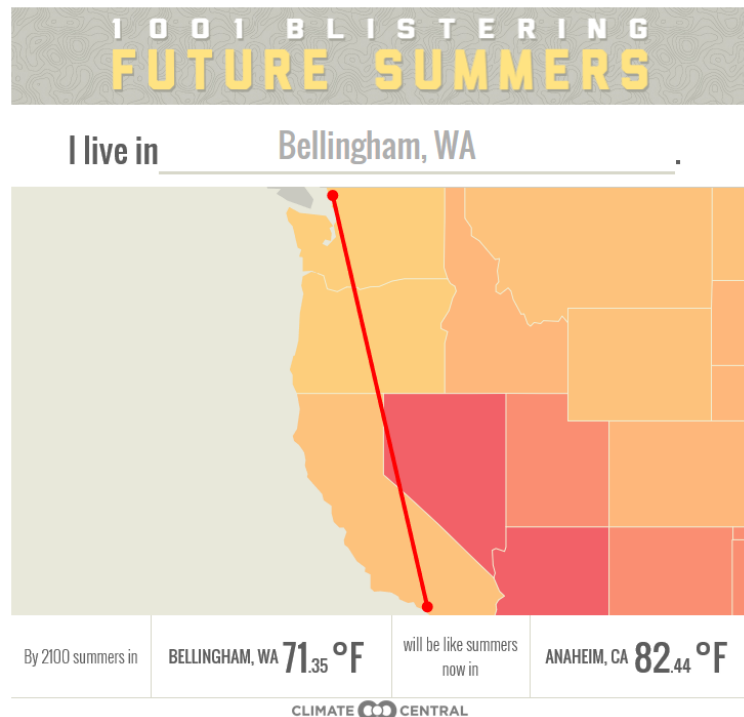 1001 BLISTERING
FUTURE SUMMERS
I live in Bellingham, WA.
By 2100 summers in
BELLINGHAM, WA 71.35°F
will be like summers
now in
ANAHEIM, CA 82.44°F
CLIMATE CENTRAL